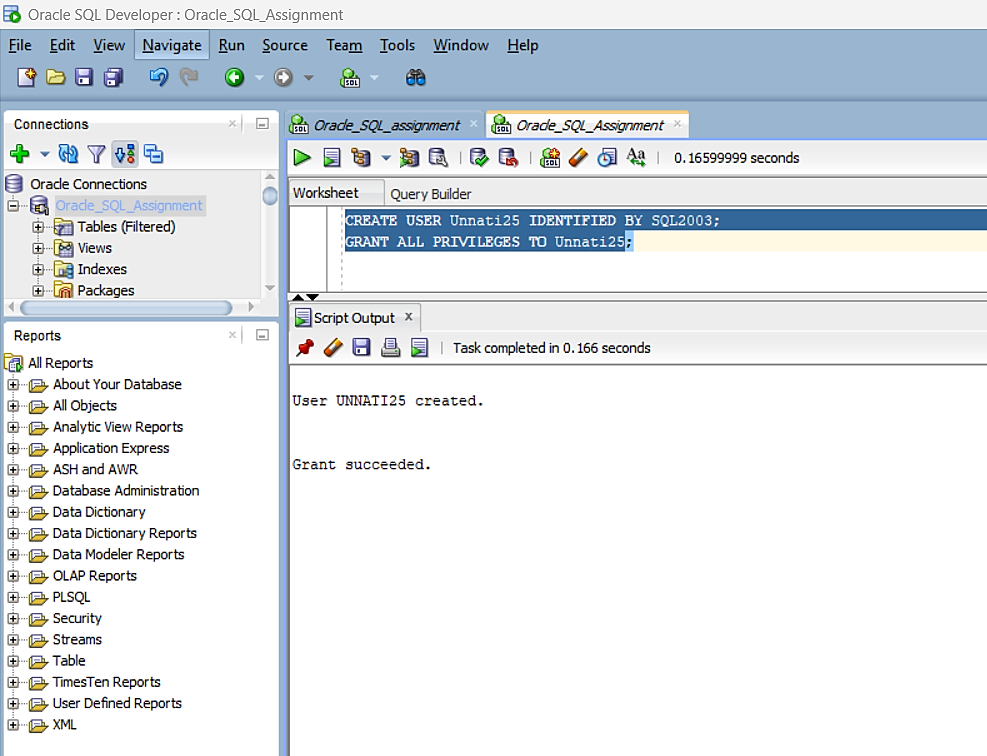 Oracle SQL Developer : Oracle_SQL_Assignment
File Edit View Navigate Run Source Team Tools Window Help
Connections
Oracle Connections
Oracle_SQL_Assignment
Tables (Filtered)
Views
Indexes
Packages
Reports
All Reports
About Your Database
All Objects
Analytic View Reports
Application Express
ASH and AWR
Database Administration
Data Dictionary
Data Dictionary Reports
Data Modeler Reports
OLAP Reports
PLSQL
Security
Streams
Table
TimesTen Reports
User Defined Reports
XML
Oracle_SQL_assignment Oracle_SQL_Assignment
0.16599999 seconds
Worksheet Query Builder
CREATE USER Unnati25 IDENTIFIED BY SQL2003;
GRANT ALL PRIVILEGES TO Unnati25;
Script Output
Task completed in 0.166 seconds
User UNNATI25 created.
Grant succeeded.